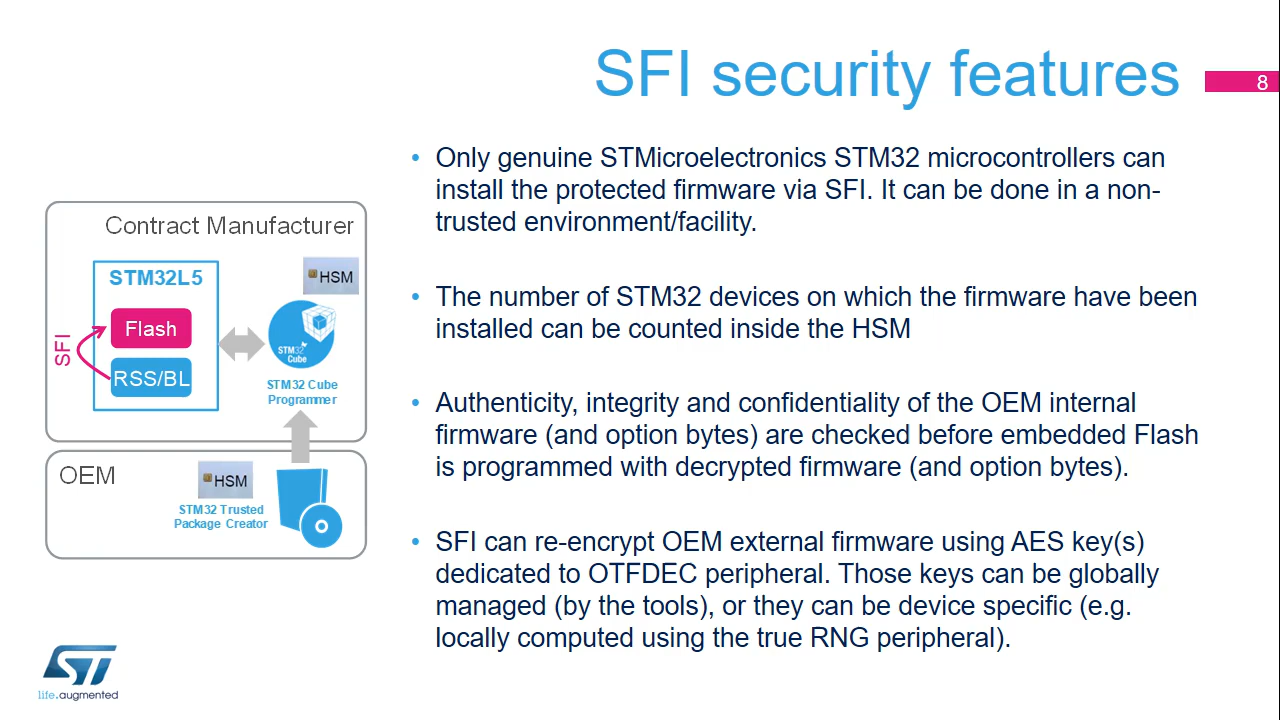 SFI security features
8
• Only genuine STMicroelectronics STM32 microcontrollers can
install the protected firmware via SFI. It can be done in a non-
trusted environment/facility.
• The number of STM32 devices on which the firmware have been
installed can be counted inside the HSM
• Authenticity, integrity and confidentiality of the OEM internal
firmware (and option bytes) are checked before embedded Flash
is programmed with decrypted firmware (and option bytes).
• SFI can re-encrypt OEM external firmware using AES key(s)
dedicated to OTFDEC peripheral. Those keys can be globally
managed (by the tools), or they can be device specific (e.g.
locally computed using the true RNG peripheral).
Contract Manufacturer
HSM
STM32L5
Flash
SFI
RSS/BL
STM32
Cube
STM32 Cube
Programmer
OEM
HSM
STM32 Trusted
Package Creator
ST
life.augmented